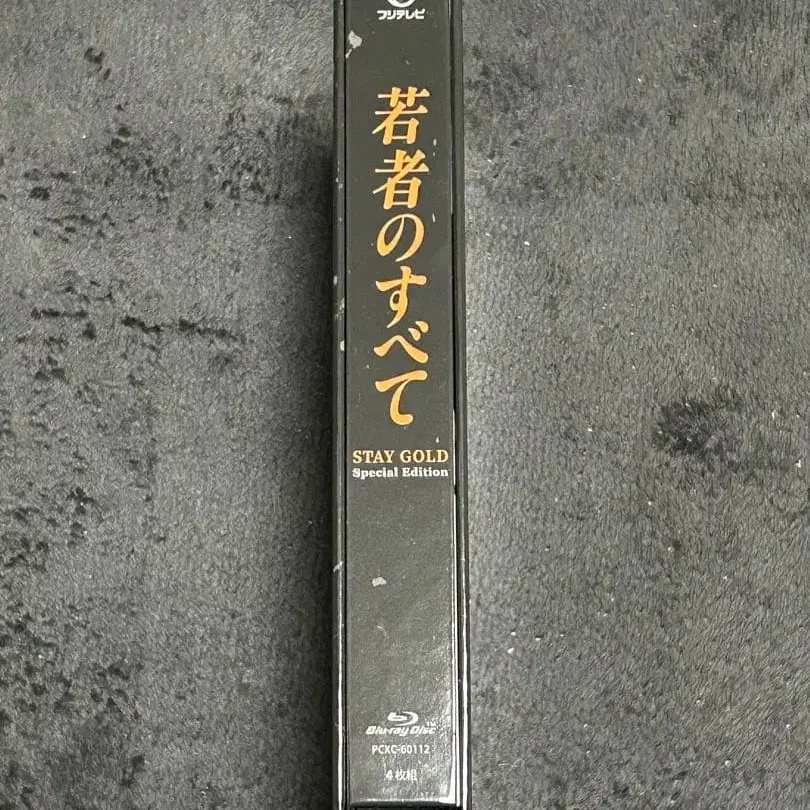 フジテレビ
若者のすべて
STAY GOLD
Special Edition
Blu-ray Disc™
PCXC-60112
4枚組